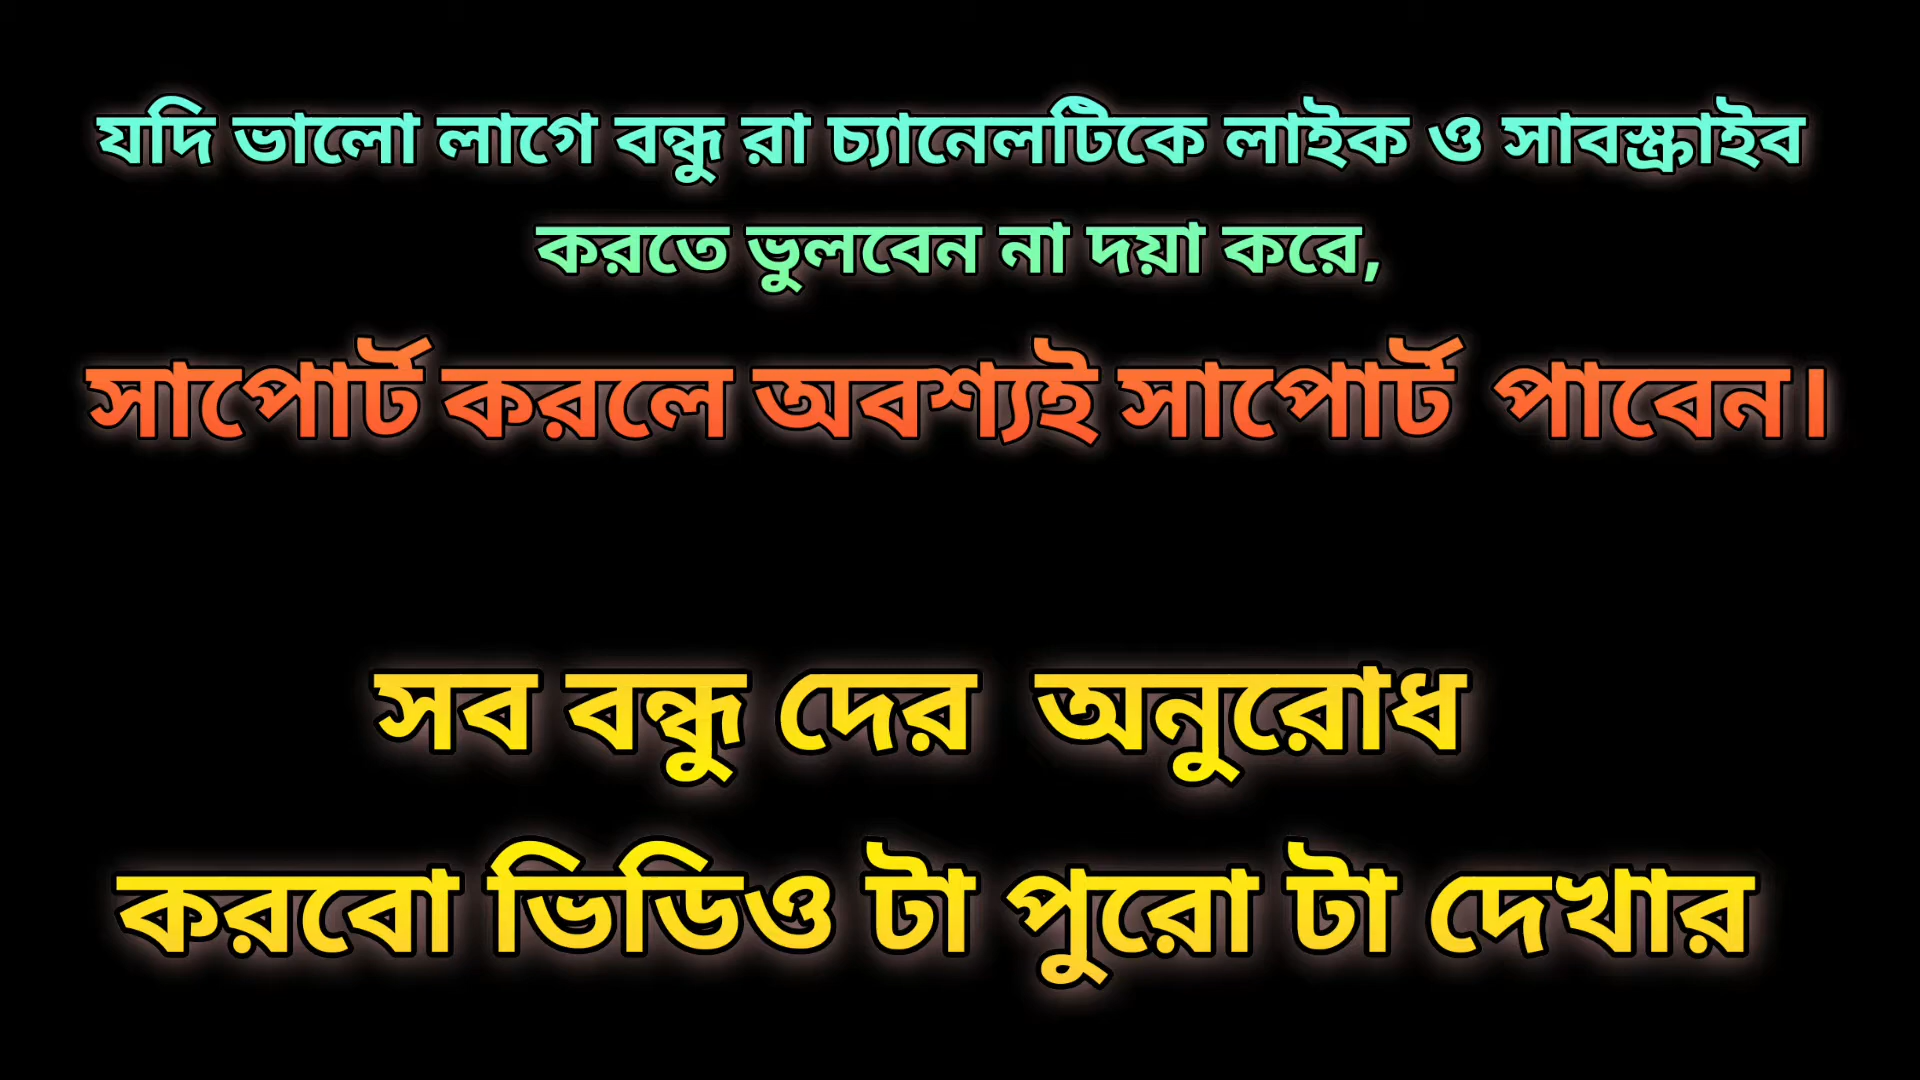 যদি ভালো লাগে বন্ধু রা চ্যানেলটিকে লাইক ও সাবস্ক্রাইব
করতে ভুলবেন না দয়া করে,
সাপোর্ট করলে অবশ্যই সাপোর্ট পাবেন।
সব বন্ধু দের অনুরোধ
করবো ভিডিও টা পুরো টা দেখার